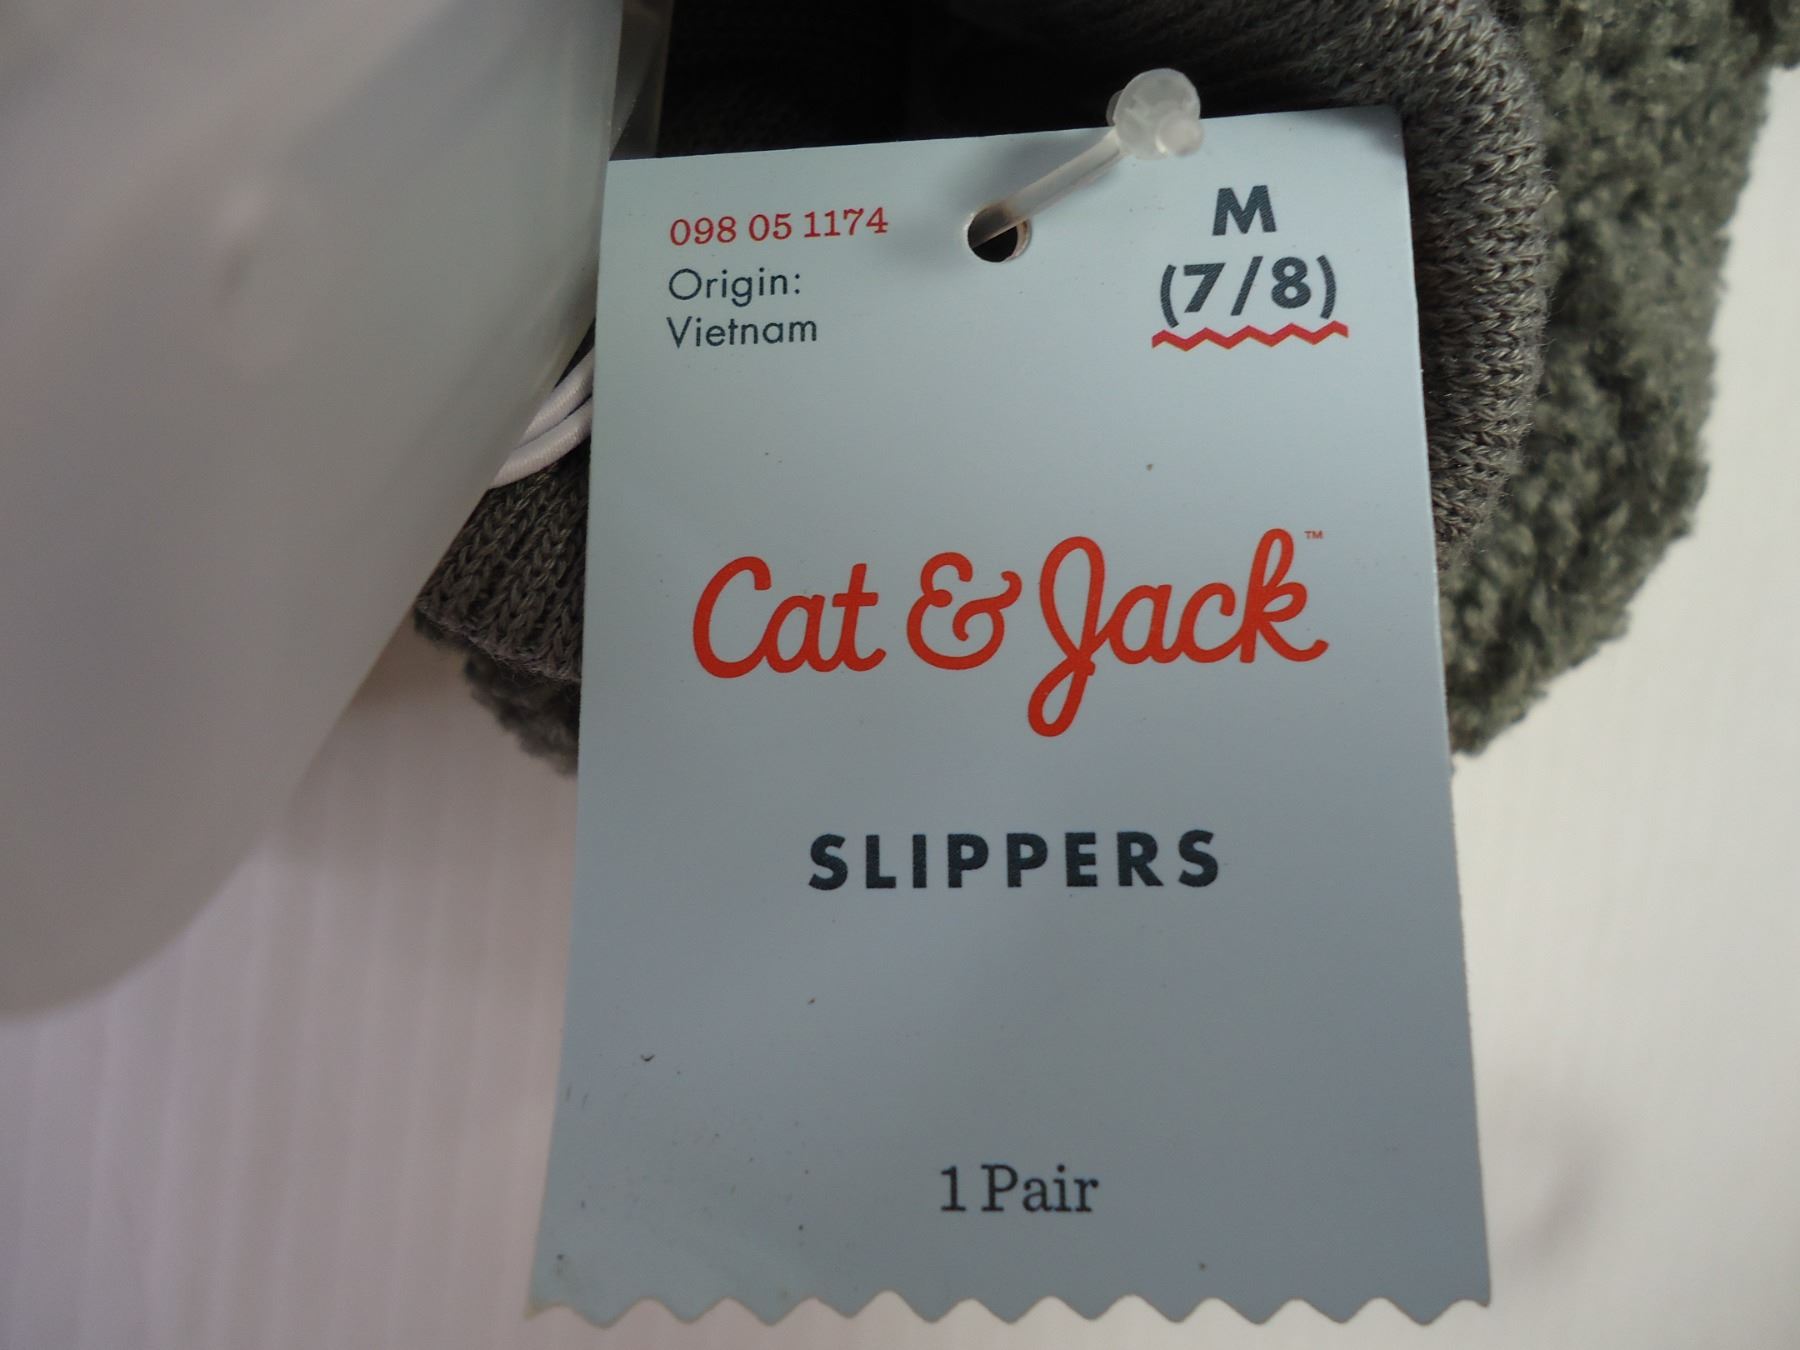 098 05 1174
Origin:
Vietnam
M
(7/8)
Cat & Jack™
SLIPPERS
1 Pair